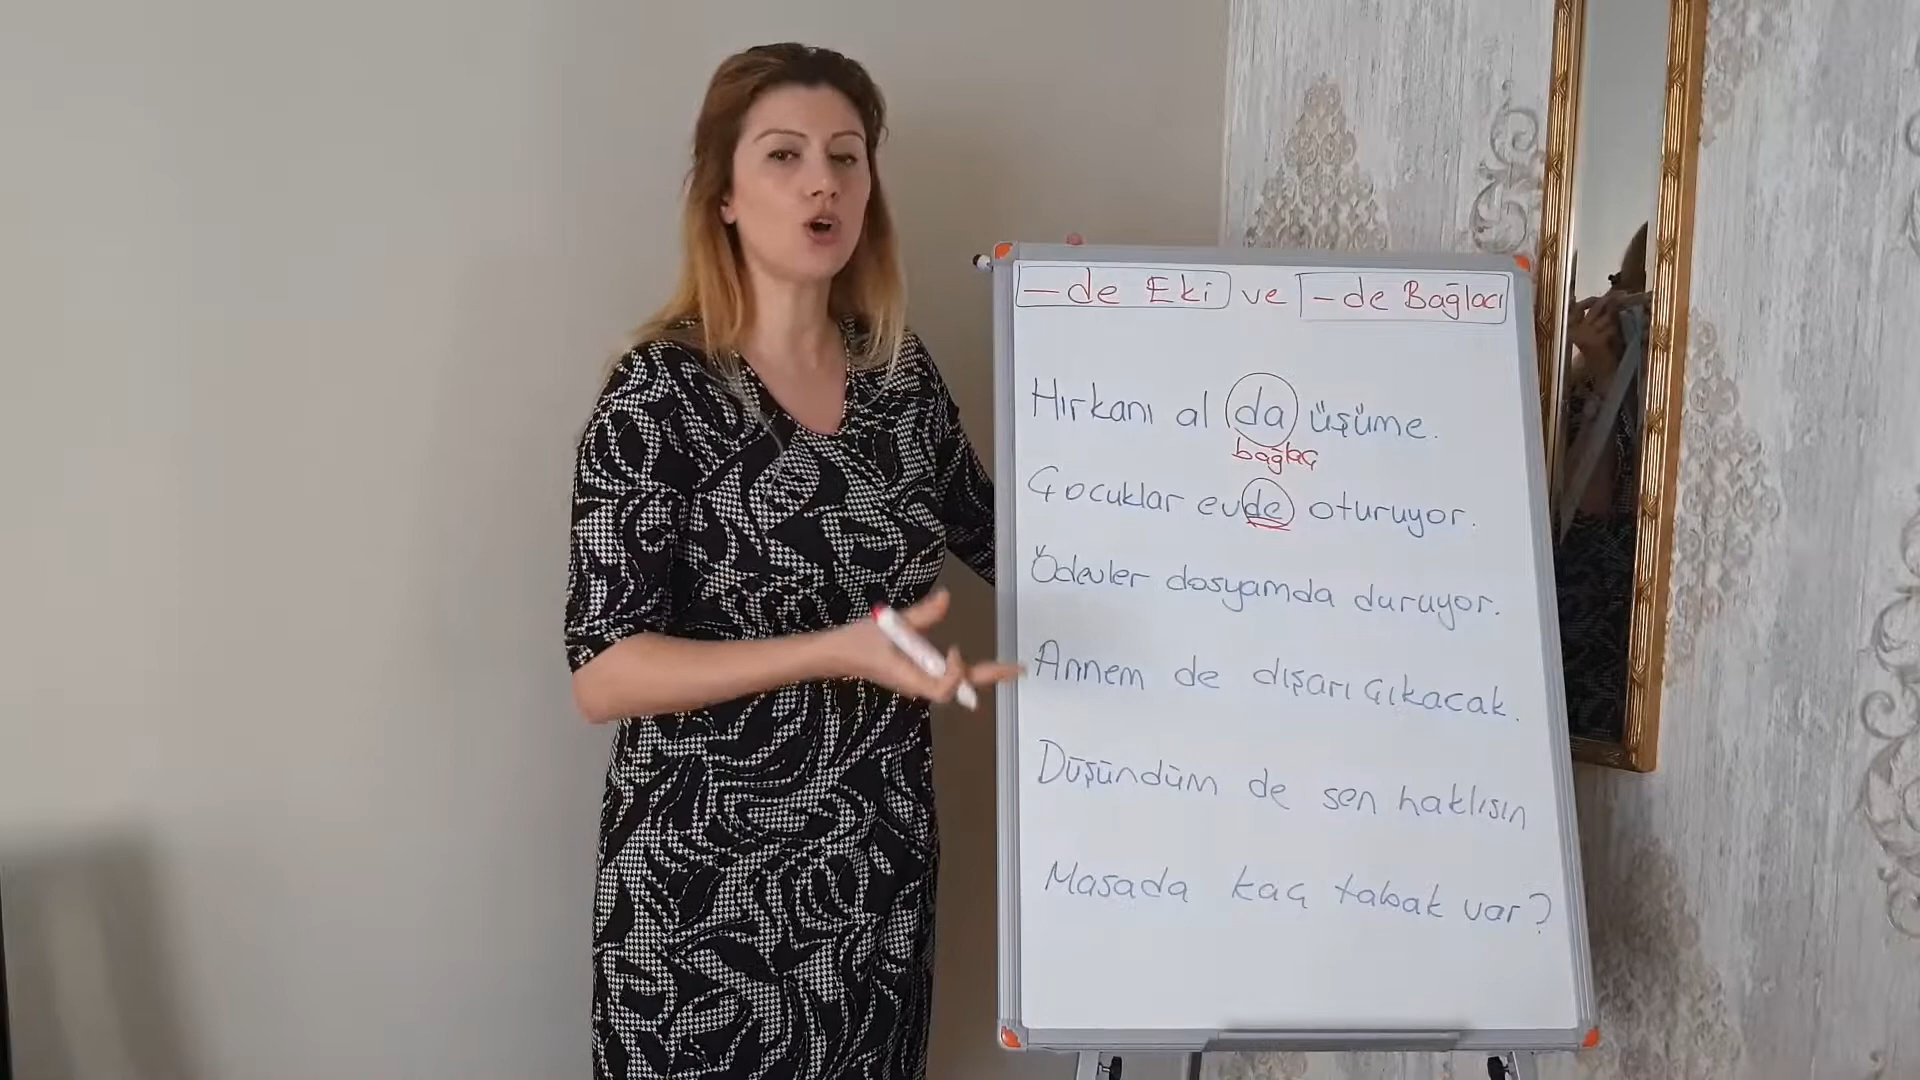 -de Eki ve -de Bağlacı
Hırkanı al da üşüme.
bağlaç
Çocuklar evde oturuyor.
Ödevler dosyamda duruyor.
Annem de dışarı çıkacak.
Düşündüm de sen haklısın
Masada kaç tabak var?